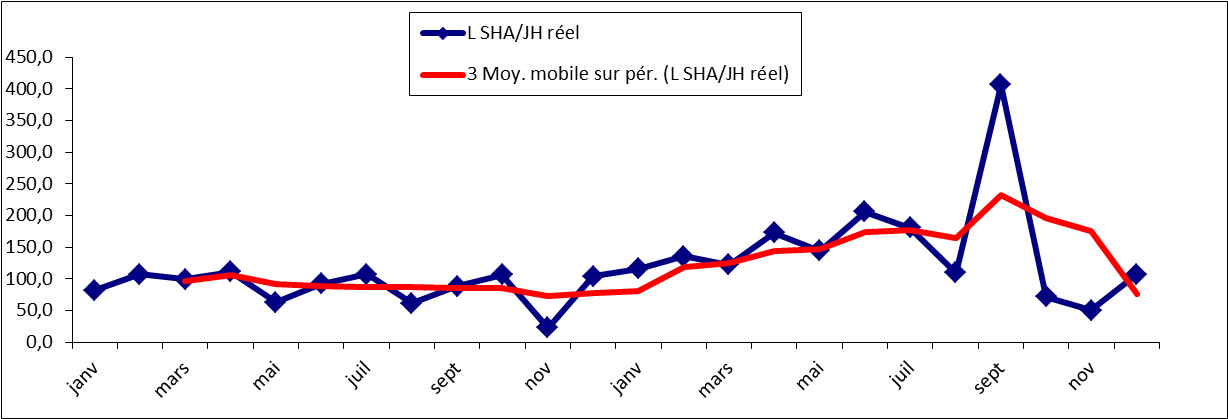 L SHA/JH réel
3 Moy. mobile sur pér. (L SHA/JH réel)
450,0
400,0
350,0
300,0
250,0
200,0
150,0
100,0
50,0
0,0
janv
mars
mai
juil
sept
nov
janv
mars
mai
juil
sept
nov